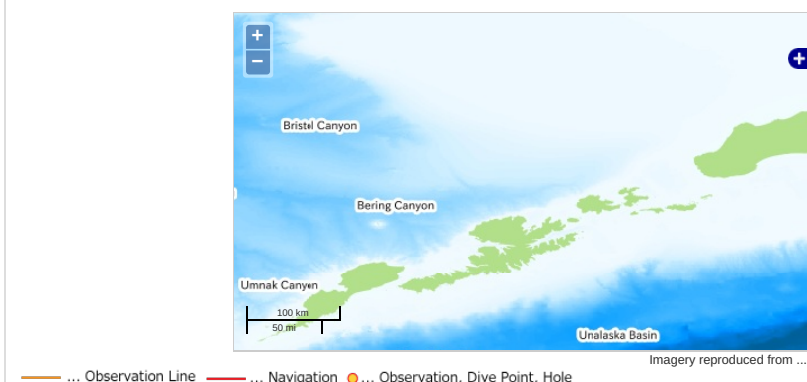 +
−
+
Bristol Canyon
Bering Canyon
Umnak Canyon
100 km
50 mi
Unalaska Basin
Imagery reproduced from ...
... Observation Line
... Navigation
... Observation, Dive Point, Hole